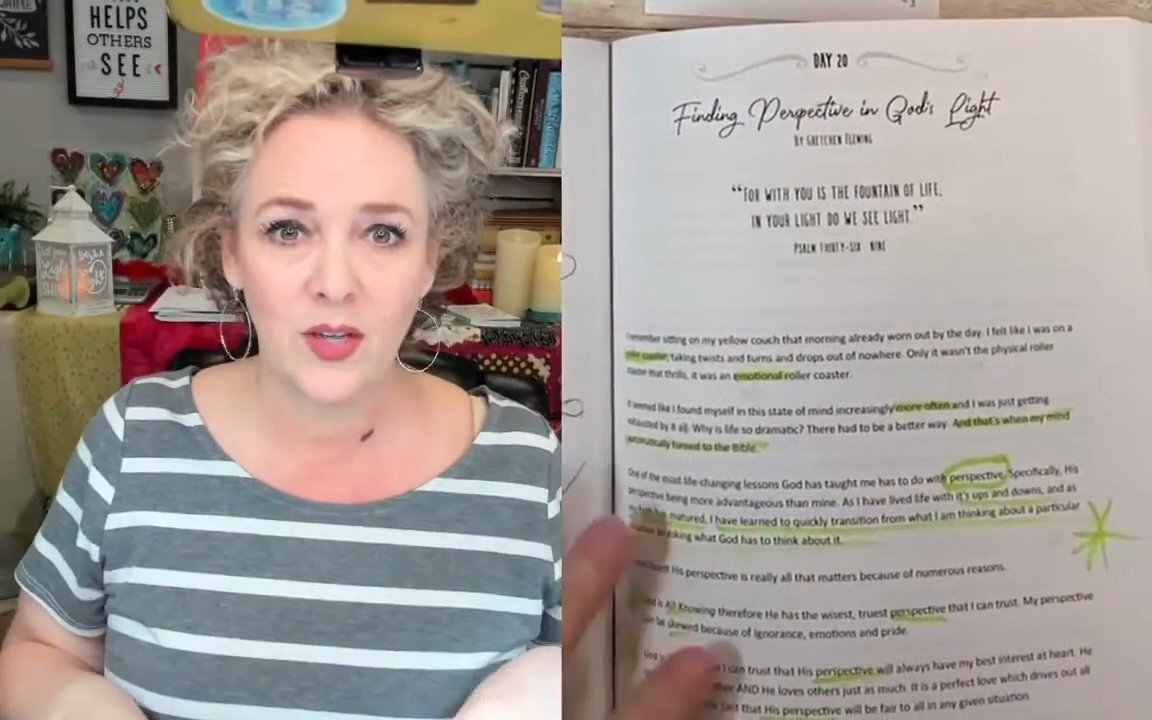 HELPS
OTHERS
SEE
DAY 20
Finding Perspective in God's Light
BY GRETCHEN FLEMING
“FOR WITH YOU IS THE FOUNTAIN OF LIFE,
IN YOUR LIGHT DO WE SEE LIGHT.”
PSALM THIRTY-SIX NINE
I remember sitting on my yellow couch that morning already worn out by the day. I felt like I was on a
roller coaster, taking twists and turns and drops out of nowhere. Only it wasn't the physical roller
coaster that thrills, it was an emotional roller coaster.
It seemed like I found myself in this state of mind increasingly more often and I was just getting
exhausted by it all. Why is life so dramatic? There had to be a better way. And that's when my mind
automatically turned to the Bible.
One of the most life-changing lessons God has taught me has to do with perspective. Specifically, His
perspective being more advantageous than mine. As I have lived life with it's ups and downs, and as
my faith has matured, I have learned to quickly transition from what I am thinking about a particular
what God has to think about it.
His perspective is really all that matters because of numerous reasons.
God is All Knowing therefore He has the wisest, truest perspective that I can trust. My perspective
can be skewed because of ignorance, emotions and pride.
God I can trust that His perspective will always have my best interest at heart. He
AND He loves others just as much. It is a perfect love which drives out all
fact that His perspective will be fair to all in any given situation.